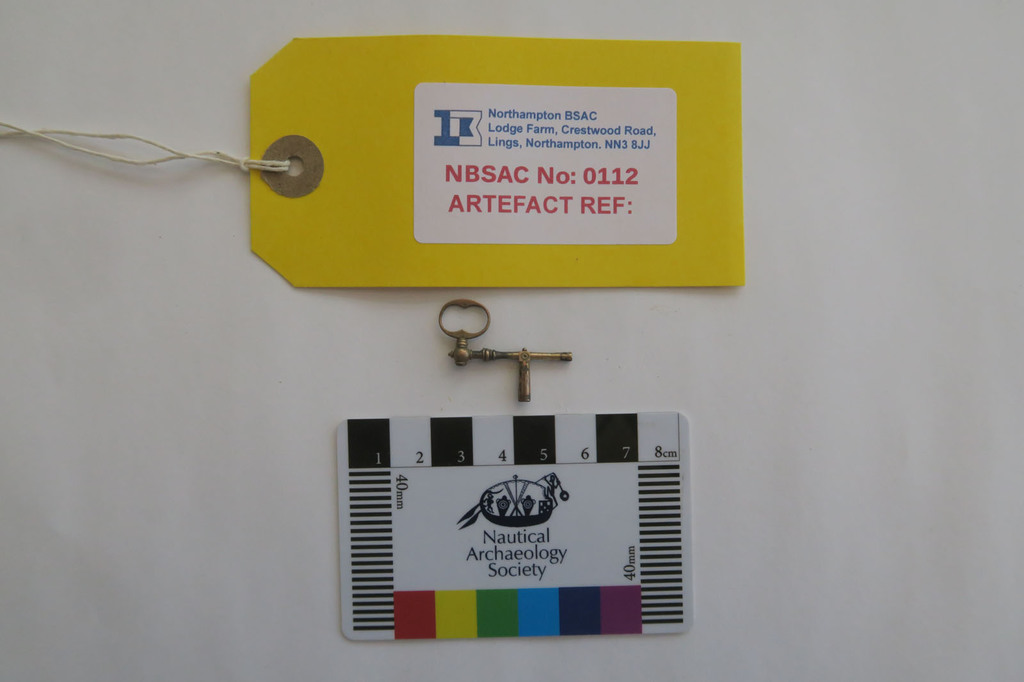 Northampton BSAC
Lodge Farm, Crestwood Road,
Lings, Northampton. NN3 8JJ
NBSAC No: 0112
ARTEFACT REF:
1 2 3 4 5 6 7 8cm
40mm
Nautical
Archaeology
Society
40mm